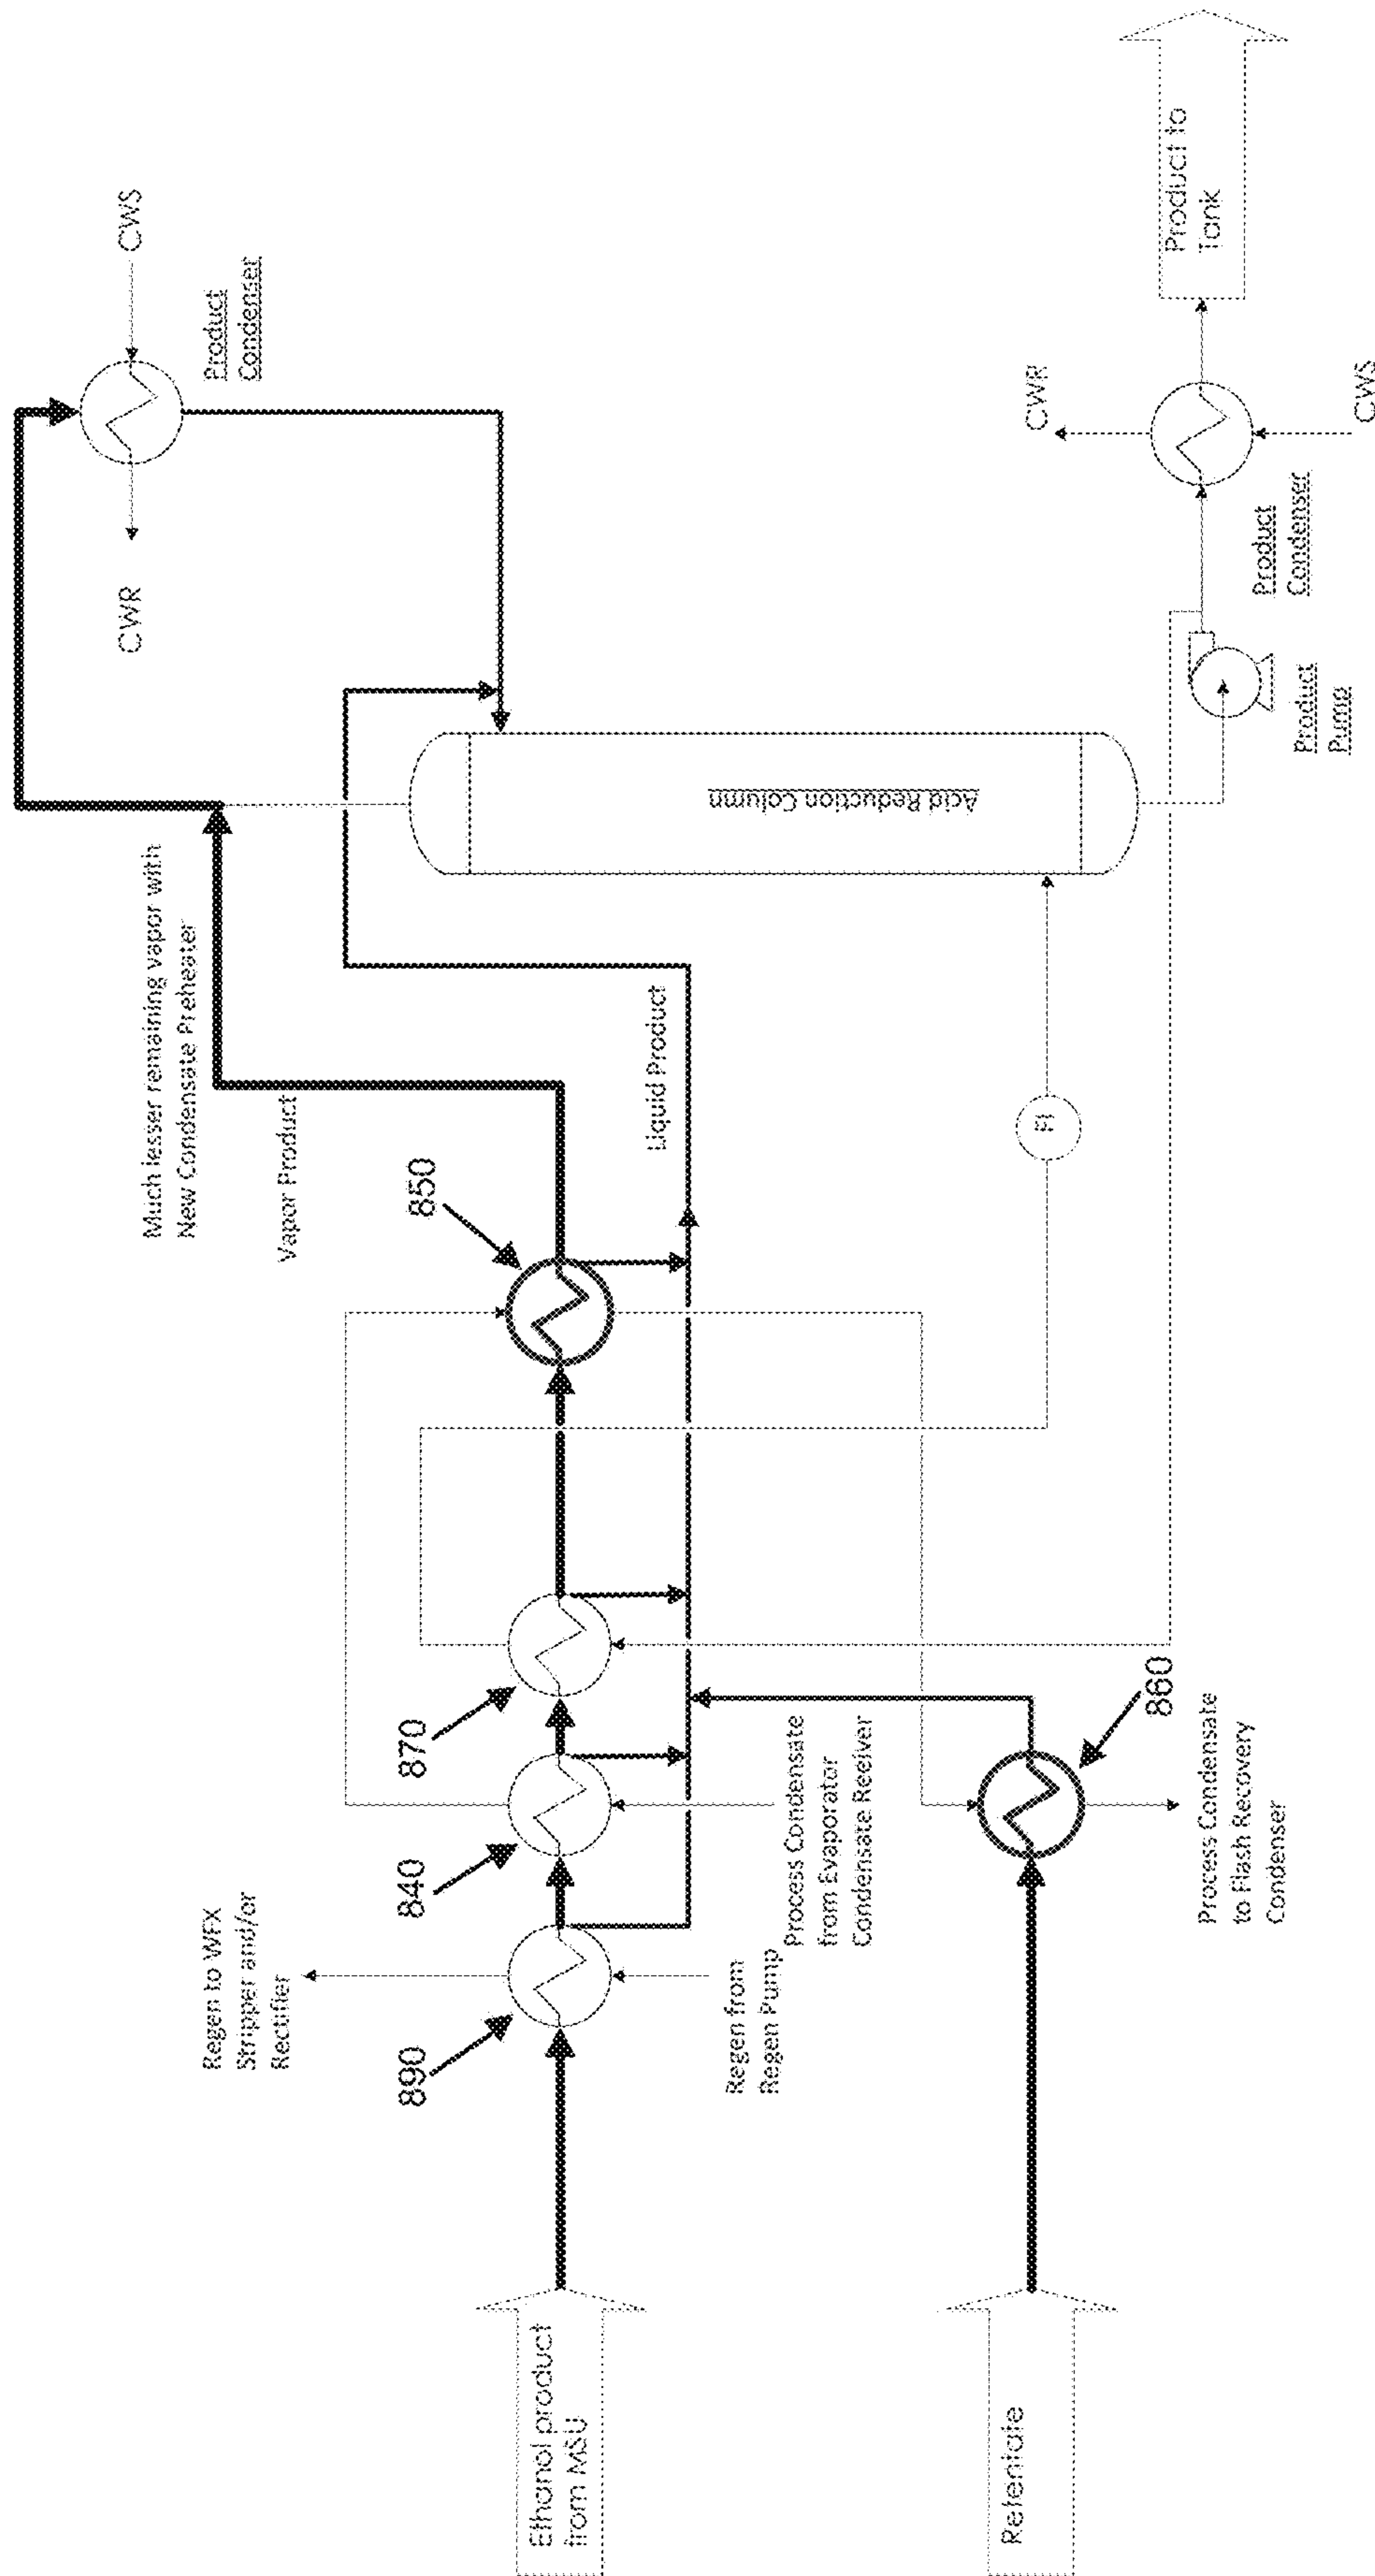 Ethanol product
from MSU
Retentate
890
Regen to WFX
Stripper and/or
Rectifier
Regen from
Regen Pump
840
Process Condensate
from Evaporator
Condensate Reeiver
870
860
Process Condensate
to Flash Recovery
Condenser
850
Vapor Product
Much lesser remaining vapor with
New Condensate Preheater
Liquid Product
FI
Acid Reduction Column
CWR
CWS
Product
Condenser
Product
Pump
Product
Condenser
CWR
CWS
Product to
Tank